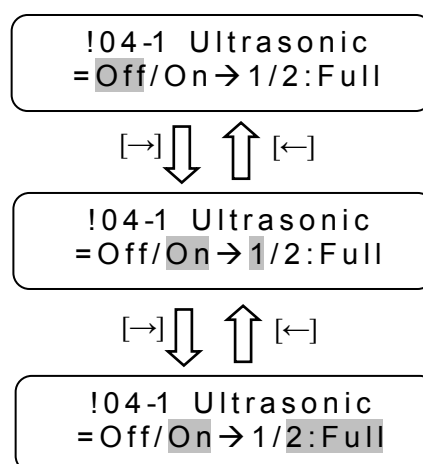 !04-1 Ultrasonic
=Off/On→1/2:Full
[→] [←]
!04-1 Ultrasonic
=Off/On→1/2:Full
[→] [←]
!04-1 Ultrasonic
=Off/On→1/2:Full